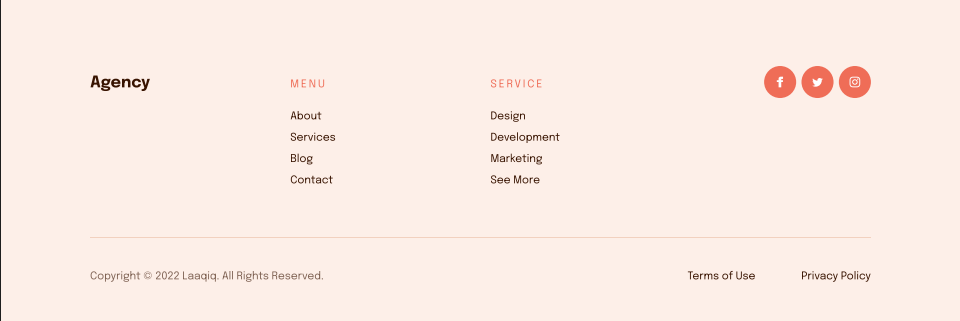 Agency
MENU
About
Services
Blog
Contact
SERVICE
Design
Development
Marketing
See More
Copyright © 2022 Laaqiq. All Rights Reserved.
Terms of Use
Privacy Policy